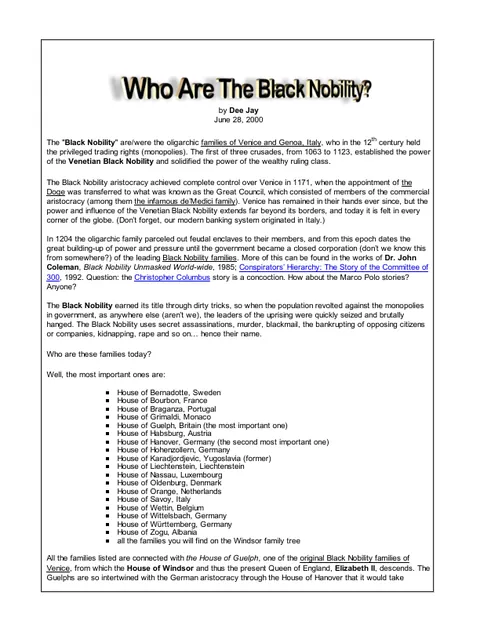 Who Are The Black Nobility?
by Dee Jay
June 28, 2000
The "Black Nobility" are/were the oligarchic families of Venice and Genoa, Italy, who in the 12th century held
the privileged trading rights (monopolies). The first of three crusades, from 1063 to 1123, established the power
of the Venetian Black Nobility and solidified the power of the wealthy ruling class.
The Black Nobility aristocracy achieved complete control over Venice in 1171, when the appointment of the
Doge was transferred to what was known as the Great Council, which consisted of members of the commercial
aristocracy (among them the infamous de'Medici family). Venice has remained in their hands ever since, but the
power and influence of the Venetian Black Nobility extends far beyond its borders, and today it is felt in every
corner of the globe. (Don't forget, our modern banking system originated in Italy.)
In 1204 the oligarchic family parceled out feudal enclaves to their members, and from this epoch dates the
great building-up of power and pressure until the government became a closed corporation (don't we know this
from somewhere?) of the leading Black Nobility families. More of this can be found in the works of Dr. John
Coleman, Black Nobility Unmasked World-wide, 1985; Conspirators' Hierarchy: The Story of the Committee of
300, 1992. Question: the Christopher Columbus story is a concoction. How about the Marco Polo stories?
Anyone?
The Black Nobility earned its title through dirty tricks, so when the population revolted against the monopolies
in government, as anywhere else (aren't we), the leaders of the uprising were quickly seized and brutally
hanged. The Black Nobility uses secret assassinations, murder, blackmail, the bankrupting of opposing citizens
or companies, kidnapping, rape and so on... hence their name.
Who are these families today?
Well, the most important ones are:
■ House of Bernadotte, Sweden
■ House of Bourbon, France
■ House of Braganza, Portugal
■ House of Grimaldi, Monaco
■ House of Guelph, Britain (the most important one)
■ House of Habsburg, Austria
■ House of Hanover, Germany (the second most important one)
■ House of Hohenzollern, Germany
■ House of Karadjordjevic, Yugoslavia (former)
■ House of Liechtenstein, Liechtenstein
■ House of Nassau, Luxembourg
■ House of Oldenburg, Denmark
■ House of Orange, Netherlands
■ House of Savoy, Italy
■ House of Wettin, Belgium
■ House of Wittelsbach, Germany
■ House of Württemberg, Germany
■ House of Zogu, Albania
■ all the families you will find on the Windsor family tree
All the families listed are connected with the House of Guelph, one of the original Black Nobility families of
Venice, from which the House of Windsor and thus the present Queen of England, Elizabeth II, descends. The
Guelphs are so intertwined with the German aristocracy through the House of Hanover that it would take